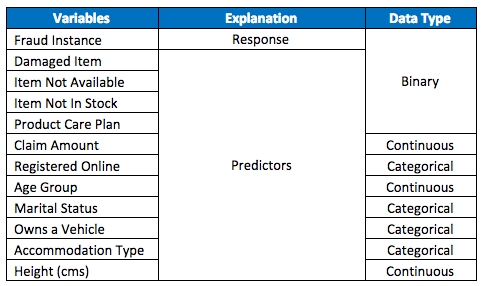 Variables Explanation Data Type
Fraud Instance Response
Damaged Item
Item Not Available Binary
Item Not In Stock
Product Care Plan
Claim Amount Continuous
Registered Online Predictors Categorical
Age Group Continuous
Marital Status Categorical
Owns a Vehicle Categorical
Accommodation Type Categorical
Height (cms) Continuous